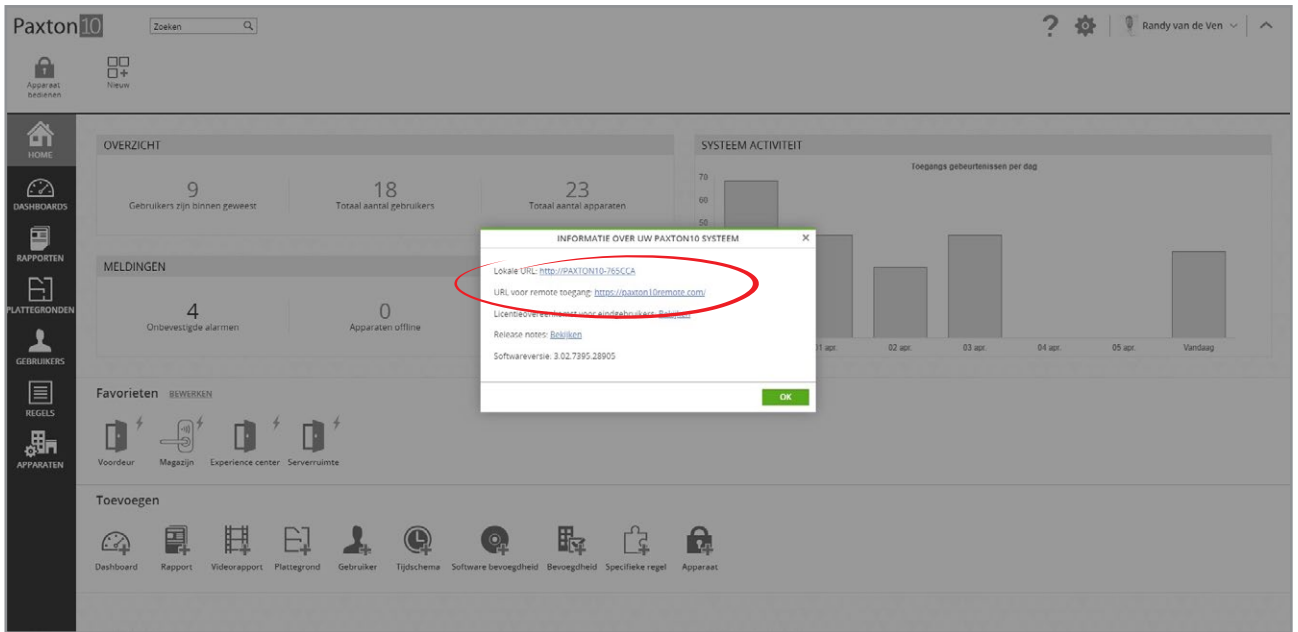 Paxton10
Zoeken
Randy van de Ven
Apparaat
bedienen
Nieuw
HOME
DASHBOARDS
RAPPORTEN
PLATTEGRONDEN
GEBRUIKERS
REGELS
APPARATEN
OVERZICHT
9
Gebruikers zijn binnen geweest
18
Totaal aantal gebruikers
23
Totaal aantal apparaten
MELDINGEN
4
Onbevestigde alarmen
0
Apparaten offline
SYSTEEM ACTIVITEIT
Toegangs gebeurtenissen per dag
70
60
50
01 apr.
02 apr.
03 apr.
04 apr.
05 apr.
Vandaag
INFORMATIE OVER UW PAXTON10 SYSTEEM
Lokale URL: http://PAXTON10-765CCA
URL voor remote toegang: https://paxton10remote.com/
Licentieovereenkomst voor eindgebruikers: Bekijken
Release notes: Bekijken
Softwareversie: 3.02.7395.28905
OK
Favorieten BEWERKEN
Voordeur
Magazijn
Experience center
Serverruimte
Toevoegen
Dashboard
Rapport
Videorapport
Plattegrond
Gebruiker
Tijdschema
Software bevoegdheid
Bevoegdheid
Specifieke regel
Apparaat